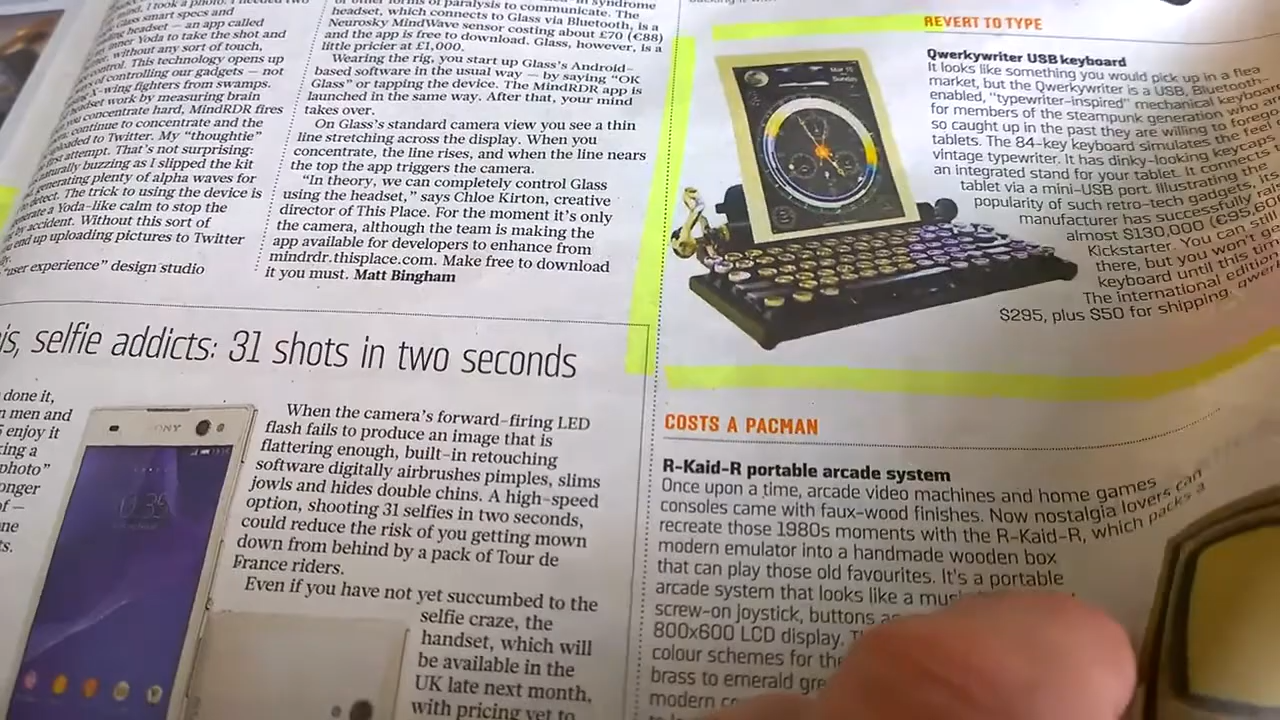 mind, I took a photo. I needed two
Glass smart specs and
headset — an app called
inner Yoda to take the shot and
without any sort of touch,
control. This technology opens up
of controlling our gadgets — not
X-wing fighters from swamps.
headset work by measuring brain
you concentrate hard, MindRDR fires
continue to concentrate and the
uploaded to Twitter. My "thoughtie"
first attempt. That's not surprising:
naturally buzzing as I slipped the kit
generating plenty of alpha waves for
detect. The trick to using the device is
a Yoda-like calm to stop the
by accident. Without this sort of
end up uploading pictures to Twitter
"user experience" design studio
of other forms of paralysis to communicate. The
headset, which connects to Glass via Bluetooth, is a
Neurosky MindWave sensor costing about £70 (€88)
and the app is free to download. Glass, however, is a
little pricier at £1,000.
Wearing the rig, you start up Glass's Android-
based software in the usual way — by saying "OK
Glass" or tapping the device. The MindRDR app is
launched in the same way. After that, your mind
takes over.
On Glass's standard camera view you see a thin
line stretching across the display. When you
concentrate, the line rises, and when the line nears
the top the app triggers the camera.
"In theory, we can completely control Glass
using the headset," says Chloe Kirton, creative
director of This Place. For the moment it's only
the camera, although the team is making the
app available for developers to enhance from
mindrdr.thisplace.com. Make free to download
it you must. Matt Bingham
REVERT TO TYPE
Qwerkywriter USB keyboard
It looks like something you would pick up in a flea
market, but the Qwerkywriter is a USB, Bluetooth-
enabled, "typewriter-inspired" mechanical keyboard
for members of the steampunk generation who are
so caught up in the past they are willing to forego
tablets. The 84-key keyboard simulates the feel
vintage typewriter. It has dinky-looking keycaps
an integrated stand for your tablet. It connects
tablet via a mini-USB port. Illustrating the
popularity of such retro-tech gadgets, its
manufacturer has successfully
almost $130,000 (€95,60
Kickstarter. You can still
there, but you won't ge
keyboard until this time
The international edition
$295, plus $50 for shipping.
selfie addicts: 31 shots in two seconds
done it,
men and
enjoy it
photo"
SONY
When the camera's forward-firing LED
flash fails to produce an image that is
flattering enough, built-in retouching
software digitally airbrushes pimples, slims
jowls and hides double chins. A high-speed
option, shooting 31 selfies in two seconds,
could reduce the risk of you getting mown
down from behind by a pack of Tour de
France riders.
Even if you have not yet succumbed to the
selfie craze, the
handset, which will
be available in the
UK late next month,
with pricing yet to
COSTS A PACMAN
R-Kaid-R portable arcade system
Once upon a time, arcade video machines and home games
consoles came with faux-wood finishes. Now nostalgia lovers can
recreate those 1980s moments with the R-Kaid-R, which packs a
modern emulator into a handmade wooden box
that can play those old favourites. It's a portable
arcade system that looks like a
screw-on joystick, buttons
800x600 LCD display.
colour schemes for the
brass to emerald
modern